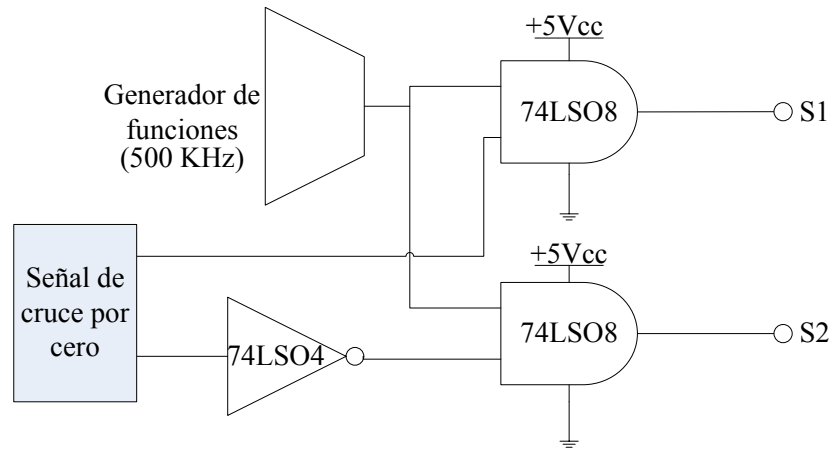 +5Vcc
Generador de
funciones
(500 KHz)
74LSO8
S1
+5Vcc
Señal de
cruce por
cero
74LSO4
74LSO8
S2